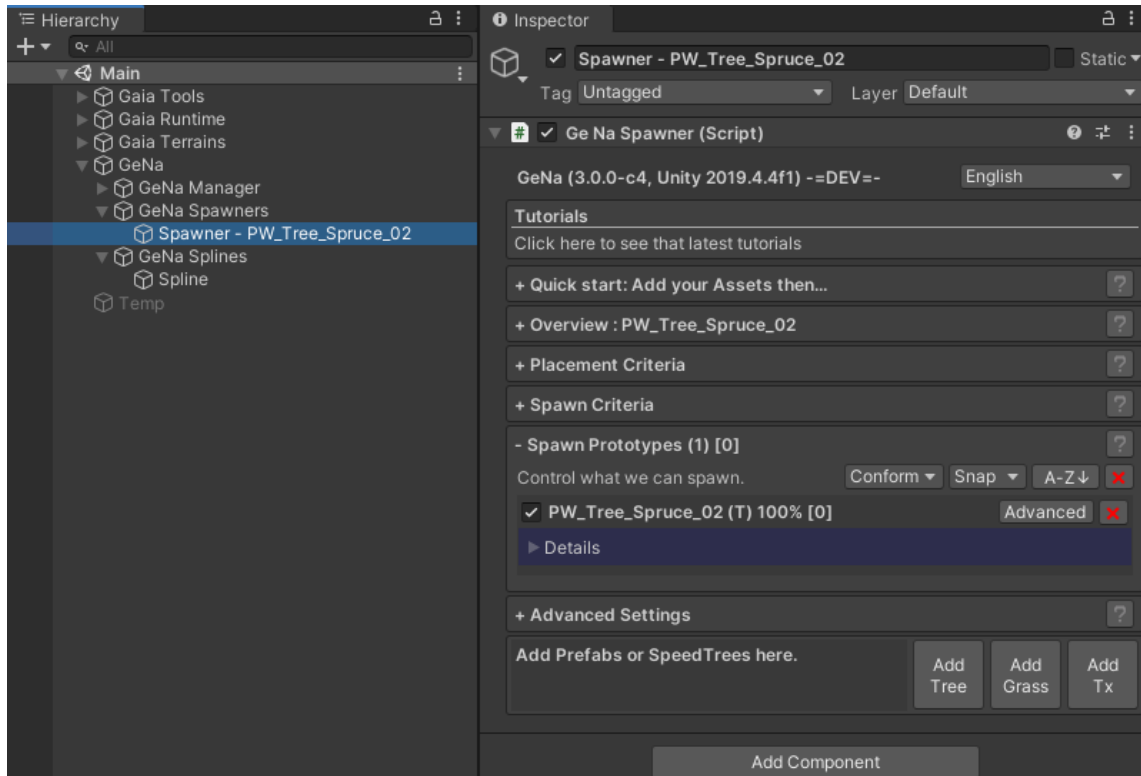 Hierarchy
All
Main
Gaia Tools
Gaia Runtime
Gaia Terrains
GeNa
GeNa Manager
GeNa Spawners
Spawner - PW_Tree_Spruce_02
GeNa Splines
Spline
Temp
Inspector
Spawner - PW_Tree_Spruce_02 Static
Tag Untagged Layer Default
# Ge Na Spawner (Script)
GeNa (3.0.0-c4, Unity 2019.4.4f1) -=DEV=- English
Tutorials
Click here to see that latest tutorials
+ Quick start: Add your Assets then... ?
+ Overview : PW_Tree_Spruce_02 ?
+ Placement Criteria ?
+ Spawn Criteria ?
- Spawn Prototypes (1) [0] ?
Control what we can spawn. Conform Snap A-Z↓
PW_Tree_Spruce_02 (T) 100% [0] Advanced
Details
+ Advanced Settings ?
Add Prefabs or SpeedTrees here.
Add Tree
Add Grass
Add Tx
Add Component